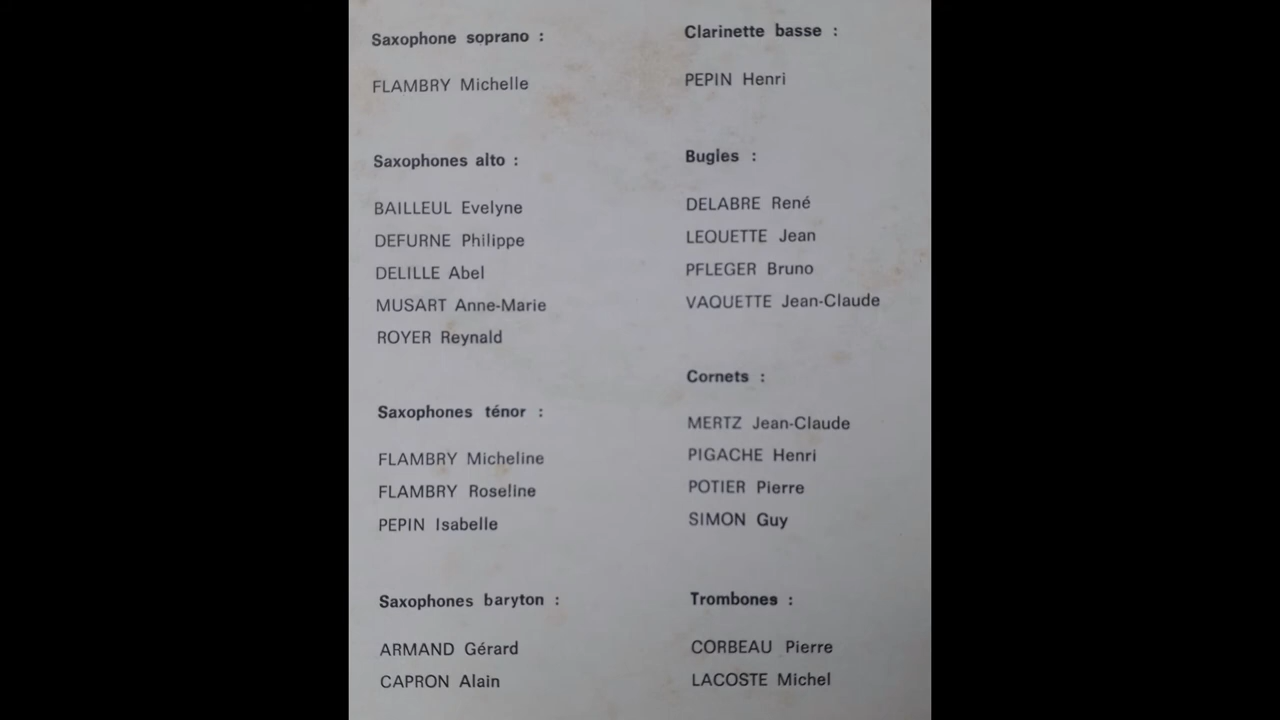 Saxophone soprano :
FLAMBRY Michelle
Saxophones alto :
BAILLEUL Evelyne
DEFURNE Philippe
DELILLE Abel
MUSART Anne-Marie
ROYER Reynald
Saxophones ténor :
FLAMBRY Micheline
FLAMBRY Roseline
PEPIN Isabelle
Saxophones baryton :
ARMAND Gérard
CAPRON Alain
Clarinette basse :
PEPIN Henri
Bugles :
DELABRE René
LEQUETTE Jean
PFLEGER Bruno
VAQUETTE Jean-Claude
Cornets :
MERTZ Jean-Claude
PIGACHE Henri
POTIER Pierre
SIMON Guy
Trombones :
CORBEAU Pierre
LACOSTE Michel